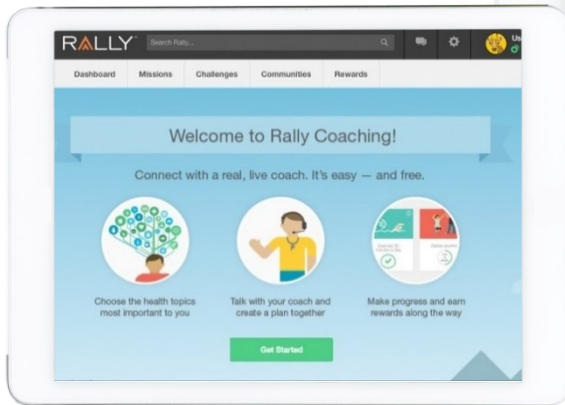 RALLY
Search Rally...
Us
Dashboard Missions Challenges Communities Rewards
Welcome to Rally Coaching!
Connect with a real, live coach. It's easy — and free.
Choose the health topics
most important to you
Talk with your coach and
create a plan together
Make progress and earn
rewards along the way
Get Started